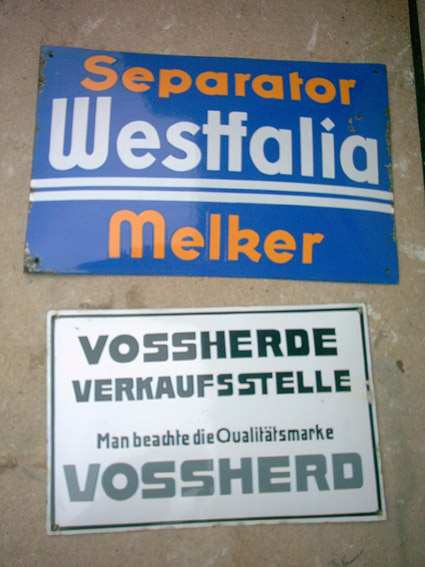 Separator
Westfalia
Melker
VOSSHERDE
VERKAUFSSTELLE
Man beachte die Qualitätsmarke
VOSSHERD